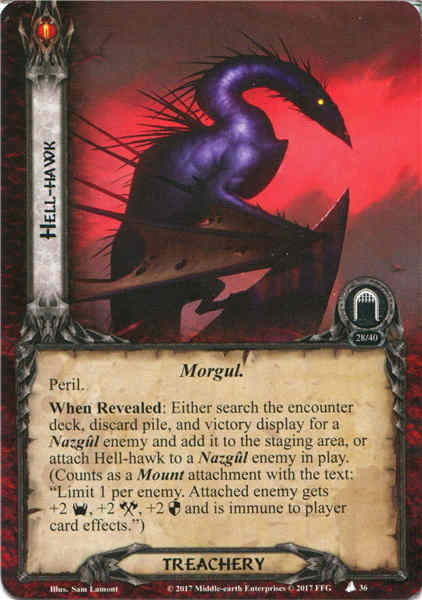 HELL-HAWK
28/40
Morgul.
Peril.
When Revealed: Either search the encounter
deck, discard pile, and victory display for a
Nazgûl enemy and add it to the staging area, or
attach Hell-hawk to a Nazgûl enemy in play.
(Counts as a Mount attachment with the text:
“Limit 1 per enemy. Attached enemy gets
+2 , +2 , +2 and is immune to player
card effects.”)
TREACHERY
Illus. Sam Lamont © 2017 Middle-earth Enterprises © 2017 FFG 36